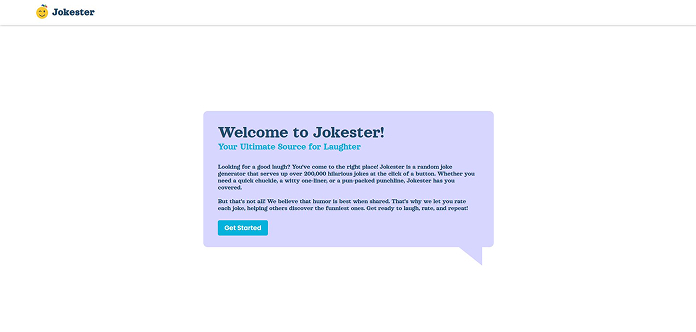 Jokester
Welcome to Jokester!
Your Ultimate Source for Laughter
Looking for a good laugh? You've come to the right place! Jokester is a random joke
generator that serves up over 200,000 hilarious jokes at the click of a button. Whether you
need a quick chuckle, a witty one-liner, or a pun-packed punchline, Jokester has you
covered.
But that's not all! We believe that humor is best when shared. That's why we let you rate
each joke, helping others discover the funniest ones. Get ready to laugh, rate, and repeat!
Get Started